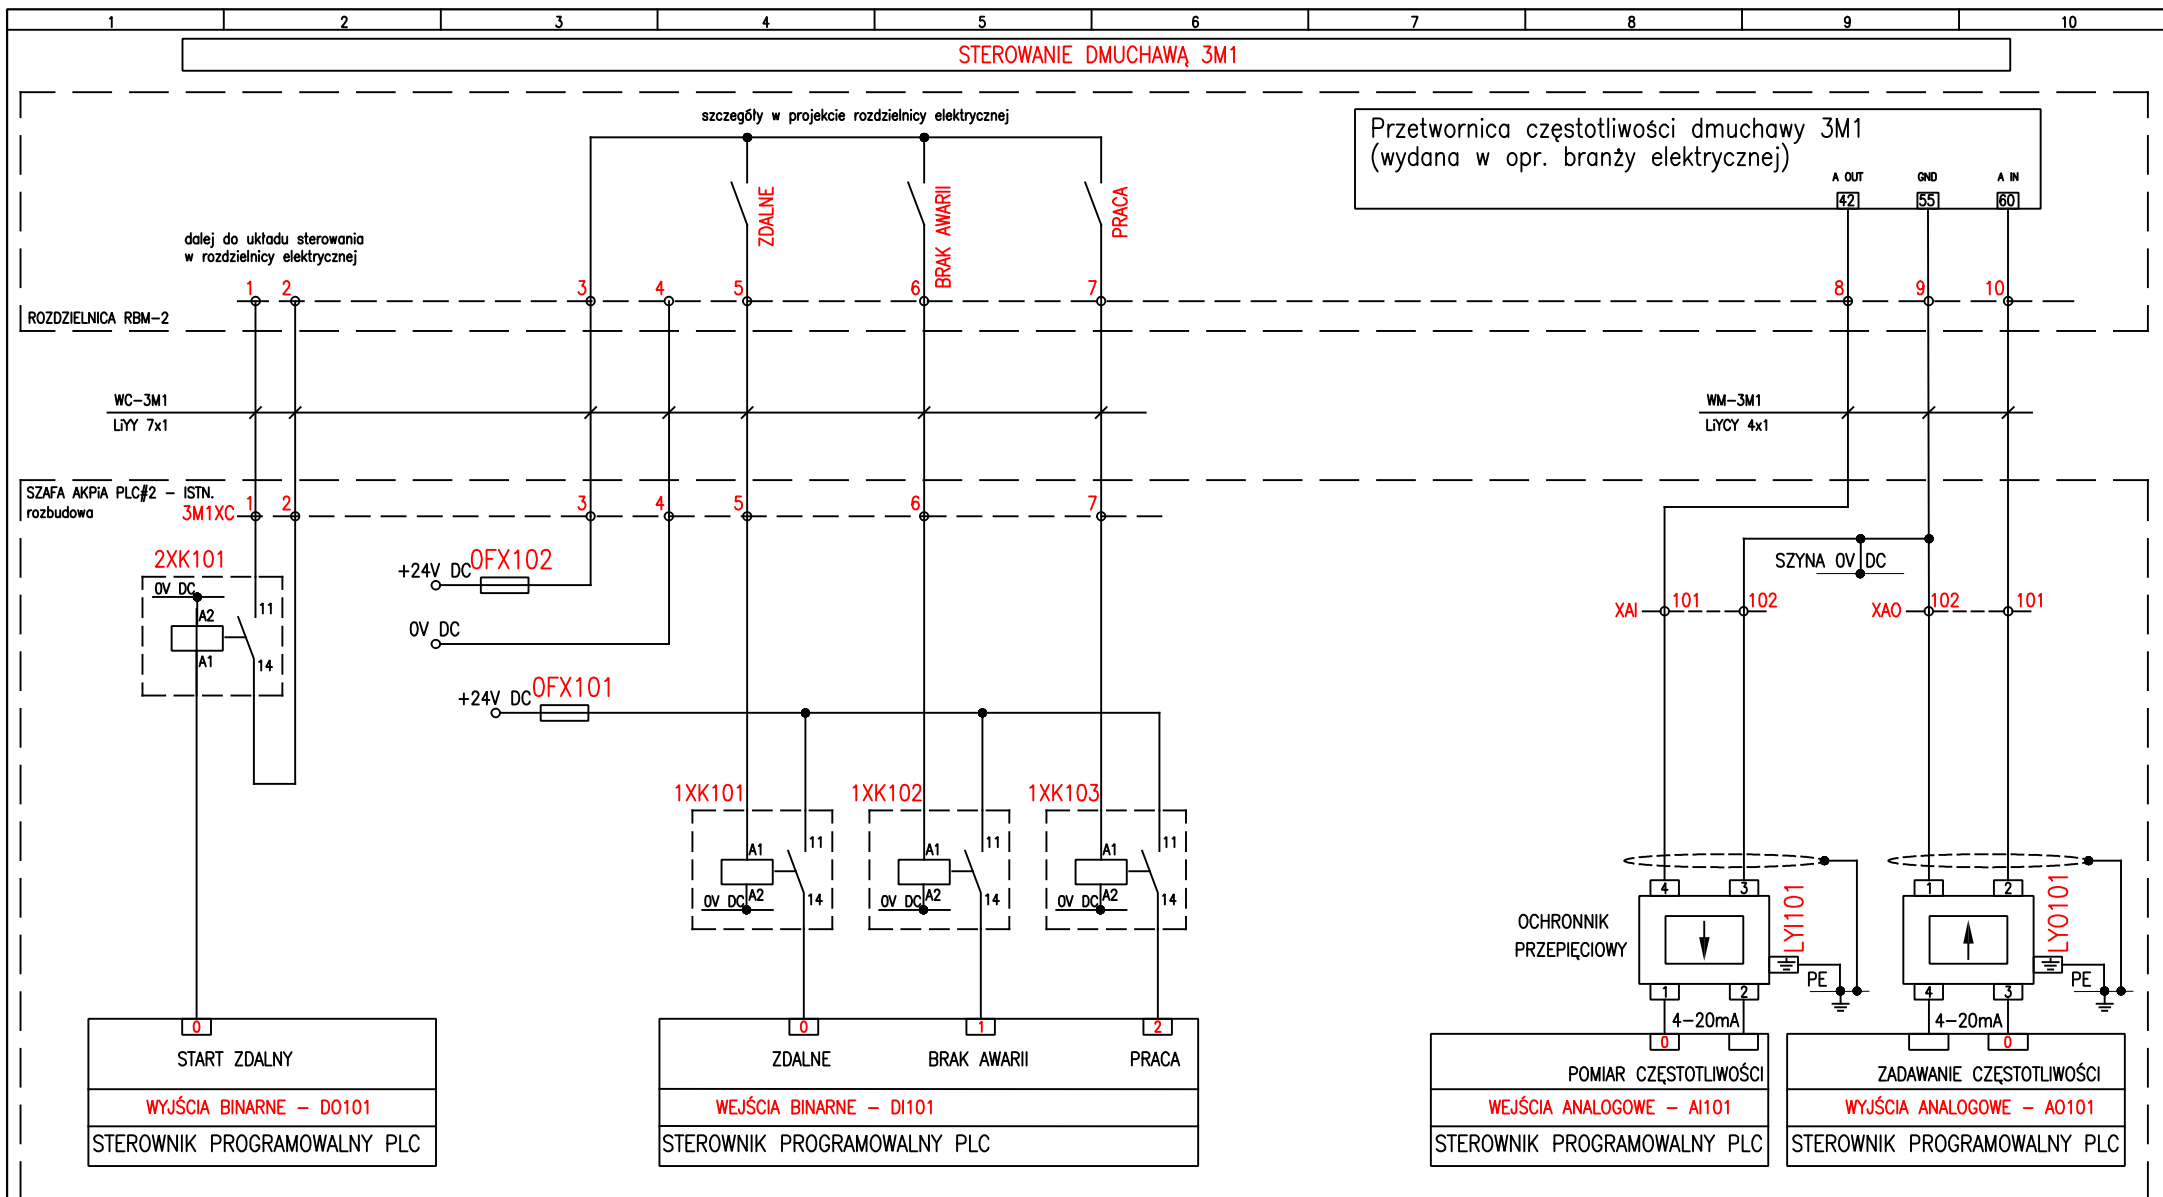 1 2 3 4 5 6 7 8 9 10
STEROWANIE DMUCHAWĄ 3M1
szczegóły w projekcie rozdzielnicy elektrycznej
Przetwornica częstotliwości dmuchawy 3M1
(wydana w opr. branży elektrycznej)
A OUT GND A IN
42 55 60
ZDALNE
BRAK AWARII
PRACA
dalej do układu sterowania
w rozdzielnicy elektrycznej
1 2 3 4 5 6 7 8 9 10
ROZDZIELNICA RBM-2
WC-3M1
LiYY 7x1
WM-3M1
LiYCY 4x1
SZAFA AKPiA PLC#2 - ISTN.
rozbudowa
3M1XC 1 2 3 4 5 6 7
2XK101
0V DC
A2
A1
11
14
+24V DC 0FX102
0V DC
+24V DC 0FX101
SZYNA 0V DC
XAI 101 102
XAO 102 101
1XK101
A1
A2
0V DC
11
14
1XK102
A1
A2
0V DC
11
14
1XK103
A1
A2
0V DC
11
14
OCHRONNIK
PRZEPIĘCIOWY
4 3
LYI101
PE
1 2
4-20mA
1 2
LYO101
PE
4 3
4-20mA
0
START ZDALNY
WYJŚCIA BINARNE - DO101
STEROWNIK PROGRAMOWALNY PLC
0 1 2
ZDALNE BRAK AWARII PRACA
WEJŚCIA BINARNE - DI101
STEROWNIK PROGRAMOWALNY PLC
0
POMIAR CZĘSTOTLIWOŚCI
WEJŚCIA ANALOGOWE - AI101
STEROWNIK PROGRAMOWALNY PLC
0
ZADAWANIE CZĘSTOTLIWOŚCI
WYJŚCIA ANALOGOWE - AO101
STEROWNIK PROGRAMOWALNY PLC